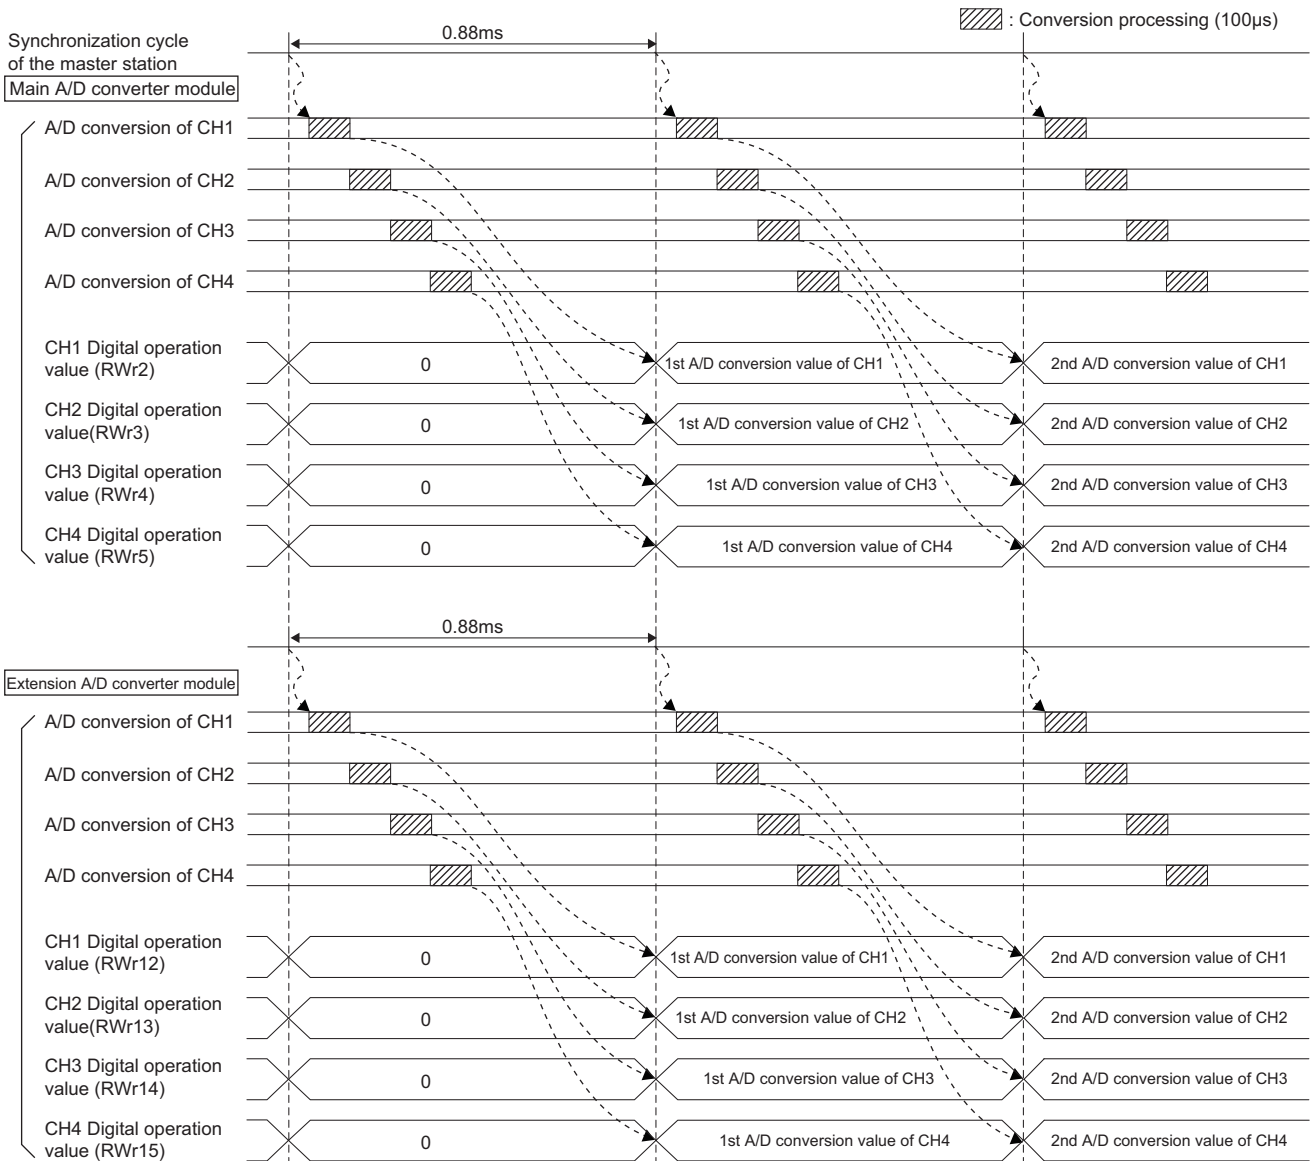 : Conversion processing (100μs)
0.88ms
Synchronization cycle
of the master station
Main A/D converter module
A/D conversion of CH1
A/D conversion of CH2
A/D conversion of CH3
A/D conversion of CH4
CH1 Digital operation
value (RWr2)
0
1st A/D conversion value of CH1
2nd A/D conversion value of CH1
CH2 Digital operation
value(RWr3)
0
1st A/D conversion value of CH2
2nd A/D conversion value of CH2
CH3 Digital operation
value (RWr4)
0
1st A/D conversion value of CH3
2nd A/D conversion value of CH3
CH4 Digital operation
value (RWr5)
0
1st A/D conversion value of CH4
2nd A/D conversion value of CH4
0.88ms
Extension A/D converter module
A/D conversion of CH1
A/D conversion of CH2
A/D conversion of CH3
A/D conversion of CH4
CH1 Digital operation
value (RWr12)
0
1st A/D conversion value of CH1
2nd A/D conversion value of CH1
CH2 Digital operation
value(RWr13)
0
1st A/D conversion value of CH2
2nd A/D conversion value of CH2
CH3 Digital operation
value (RWr14)
0
1st A/D conversion value of CH3
2nd A/D conversion value of CH3
CH4 Digital operation
value (RWr15)
0
1st A/D conversion value of CH4
2nd A/D conversion value of CH4